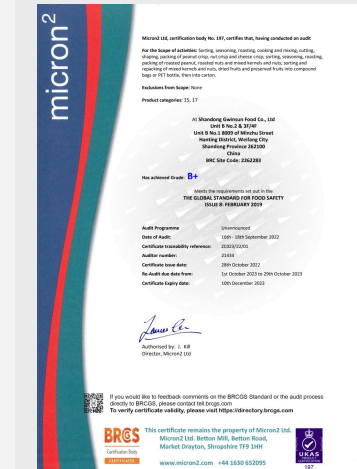 micron²
Micron2 Ltd, certification body No. 197, certifies that, having conducted an audit
For the Scope of activities: Sorting, seasoning, roasting, cooking and mixing, cutting,
shaping, packing of peanut crisp, nut crisp and cheese crisp; sorting, seasoning, roasting,
packing of roasted peanut, roasted nuts and mixed kernels and nuts; sorting and
repacking of mixed kernels and nuts, dried fruits and preserved fruits into compound
bags or PET bottle, then into carton.
Exclusions from Scope: None
Product categories: 15, 17
At Shandong Gwinsun Food Co., Ltd
Unit B No.2 & 3F/4F
Unit B No.1 8009 of Minzhu Street
Hanting District, Weifang City
Shandong Province 262100
China
BRC Site Code: 2262283
Has achieved Grade: B+
Meets the requirements set out in the
THE GLOBAL STANDARD FOR FOOD SAFETY
ISSUE 8: FEBRUARY 2019
Audit Programme Unannounced
Date of Audit: 16th - 18th September 2022
Certificate traceability reference: 21023/22/01
Auditor number: 21434
Certificate issue date: 28th October 2022
Re-Audit due date from: 1st October 2023 to 29th October 2023
Certificate Expiry date: 10th December 2023
Authorised by: J. Kill
Director, Micron2 Ltd
If you would like to feedback comments on the BRCGS Standard or the audit process
directly to BRCGS, please contact tell.brcgs.com
To verify certificate validity, please visit https://directory.brcgs.com
BRCGS
Certification Body
CERTIFICATED
This certificate remains the property of Micron2 Ltd.
Micron2 Ltd. Betton Mill, Betton Road,
Market Drayton, Shropshire TF9 1HH
www.micron2.com +44 1630 652095
UKAS
PRODUCT
CERTIFICATION
197